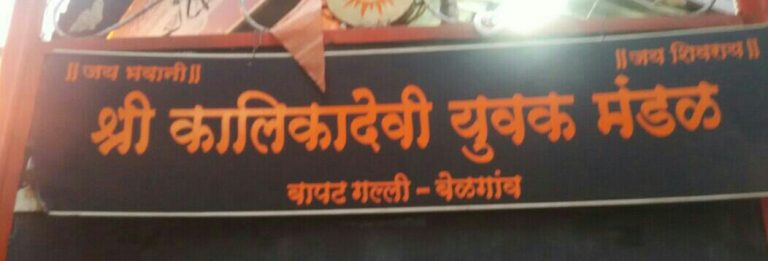 ॥ जय भवानी ॥ ॥ जय शिवराय ॥
श्री कालिकादेवी युवक मंडळ
बापट गल्ली - बेळगांव